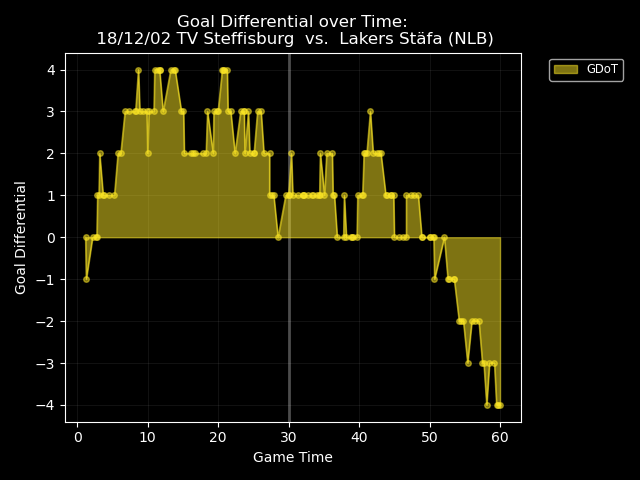 Goal Differential over Time:
18/12/02 TV Steffisburg  vs.  Lakers Stäfa (NLB)
GDoT
Goal Differential
4
3
2
1
0
−1
−2
−3
−4
0 10 20 30 40 50 60
Game Time